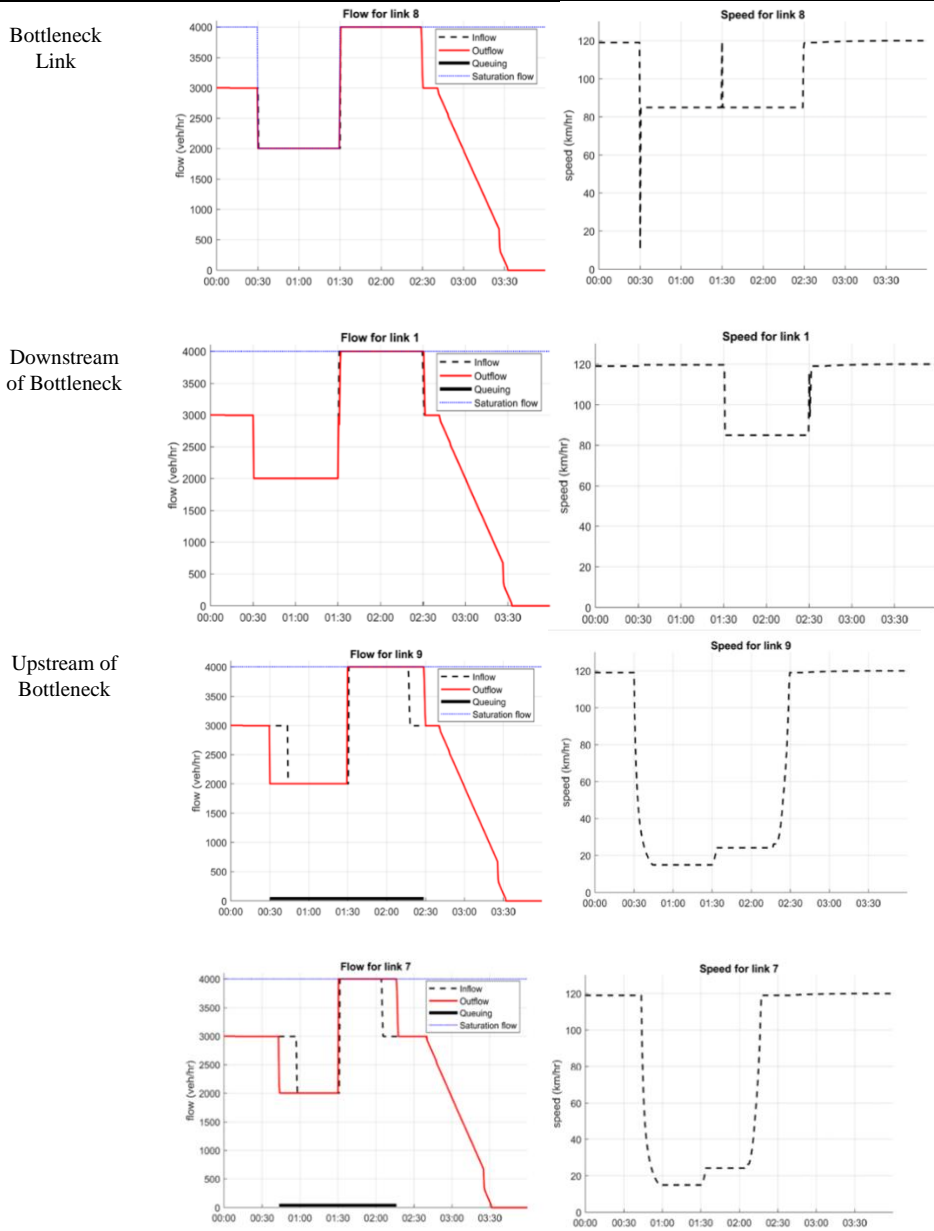 Bottleneck
Link
Flow for link 8
flow (veh/hr)
4000
3500
3000
2500
2000
1500
1000
500
0
00:00 00:30 01:00 01:30 02:00 02:30 03:00 03:30
Inflow
Outflow
Queuing
Saturation flow
Speed for link 8
speed (km/hr)
120
100
80
60
40
20
0
00:00 00:30 01:00 01:30 02:00 02:30 03:00 03:30
Downstream
of Bottleneck
Flow for link 1
flow (veh/hr)
4000
3500
3000
2500
2000
1500
1000
500
0
00:00 00:30 01:00 01:30 02:00 02:30 03:00 03:30
Inflow
Outflow
Queuing
Saturation flow
Speed for link 1
speed (km/hr)
120
100
80
60
40
20
0
00:00 00:30 01:00 01:30 02:00 02:30 03:00 03:30
Upstream of
Bottleneck
Flow for link 9
flow (veh/hr)
4000
3500
3000
2500
2000
1500
1000
500
0
00:00 00:30 01:00 01:30 02:00 02:30 03:00 03:30
Inflow
Outflow
Queuing
Saturation flow
Speed for link 9
speed (km/hr)
120
100
80
60
40
20
0
00:00 00:30 01:00 01:30 02:00 02:30 03:00 03:30
Flow for link 7
flow (veh/hr)
4000
3500
3000
2500
2000
1500
1000
500
0
00:00 00:30 01:00 01:30 02:00 02:30 03:00 03:30
Inflow
Outflow
Queuing
Saturation flow
Speed for link 7
speed (km/hr)
120
100
80
60
40
20
0
00:00 00:30 01:00 01:30 02:00 02:30 03:00 03:30